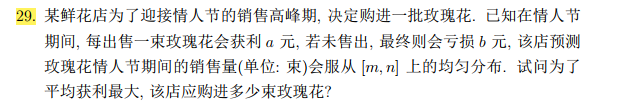 29. 某鲜花店为了迎接情人节的销售高峰期, 决定购进一批玫瑰花. 已知在情人节
期间, 每出售一束玫瑰花会获利 a 元, 若未售出, 最终则会亏损 b 元, 该店预测
玫瑰花情人节期间的销售量(单位: 束)会服从 [m, n] 上的均匀分布. 试问为了
平均获利最大, 该店应购进多少束玫瑰花?